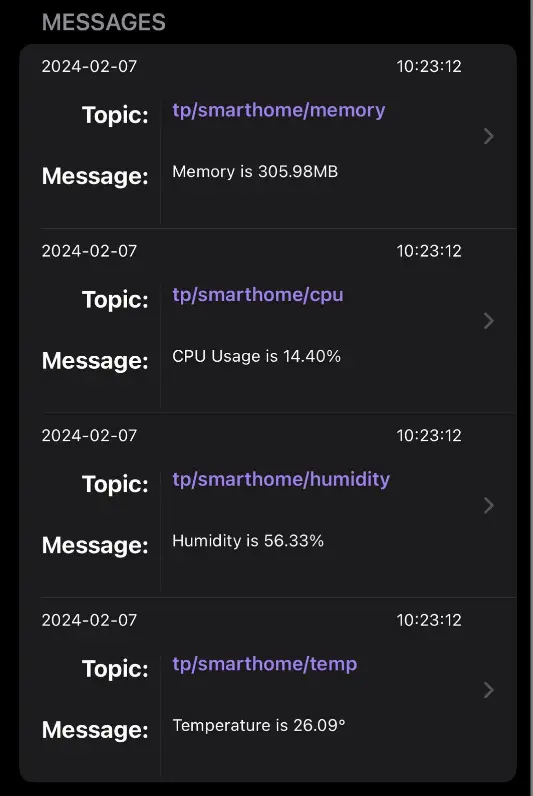 MESSAGES
2024-02-07 10:23:12
Topic: tp/smarthome/memory
Message: Memory is 305.98MB
2024-02-07 10:23:12
Topic: tp/smarthome/cpu
Message: CPU Usage is 14.40%
2024-02-07 10:23:12
Topic: tp/smarthome/humidity
Message: Humidity is 56.33%
2024-02-07 10:23:12
Topic: tp/smarthome/temp
Message: Temperature is 26.09°